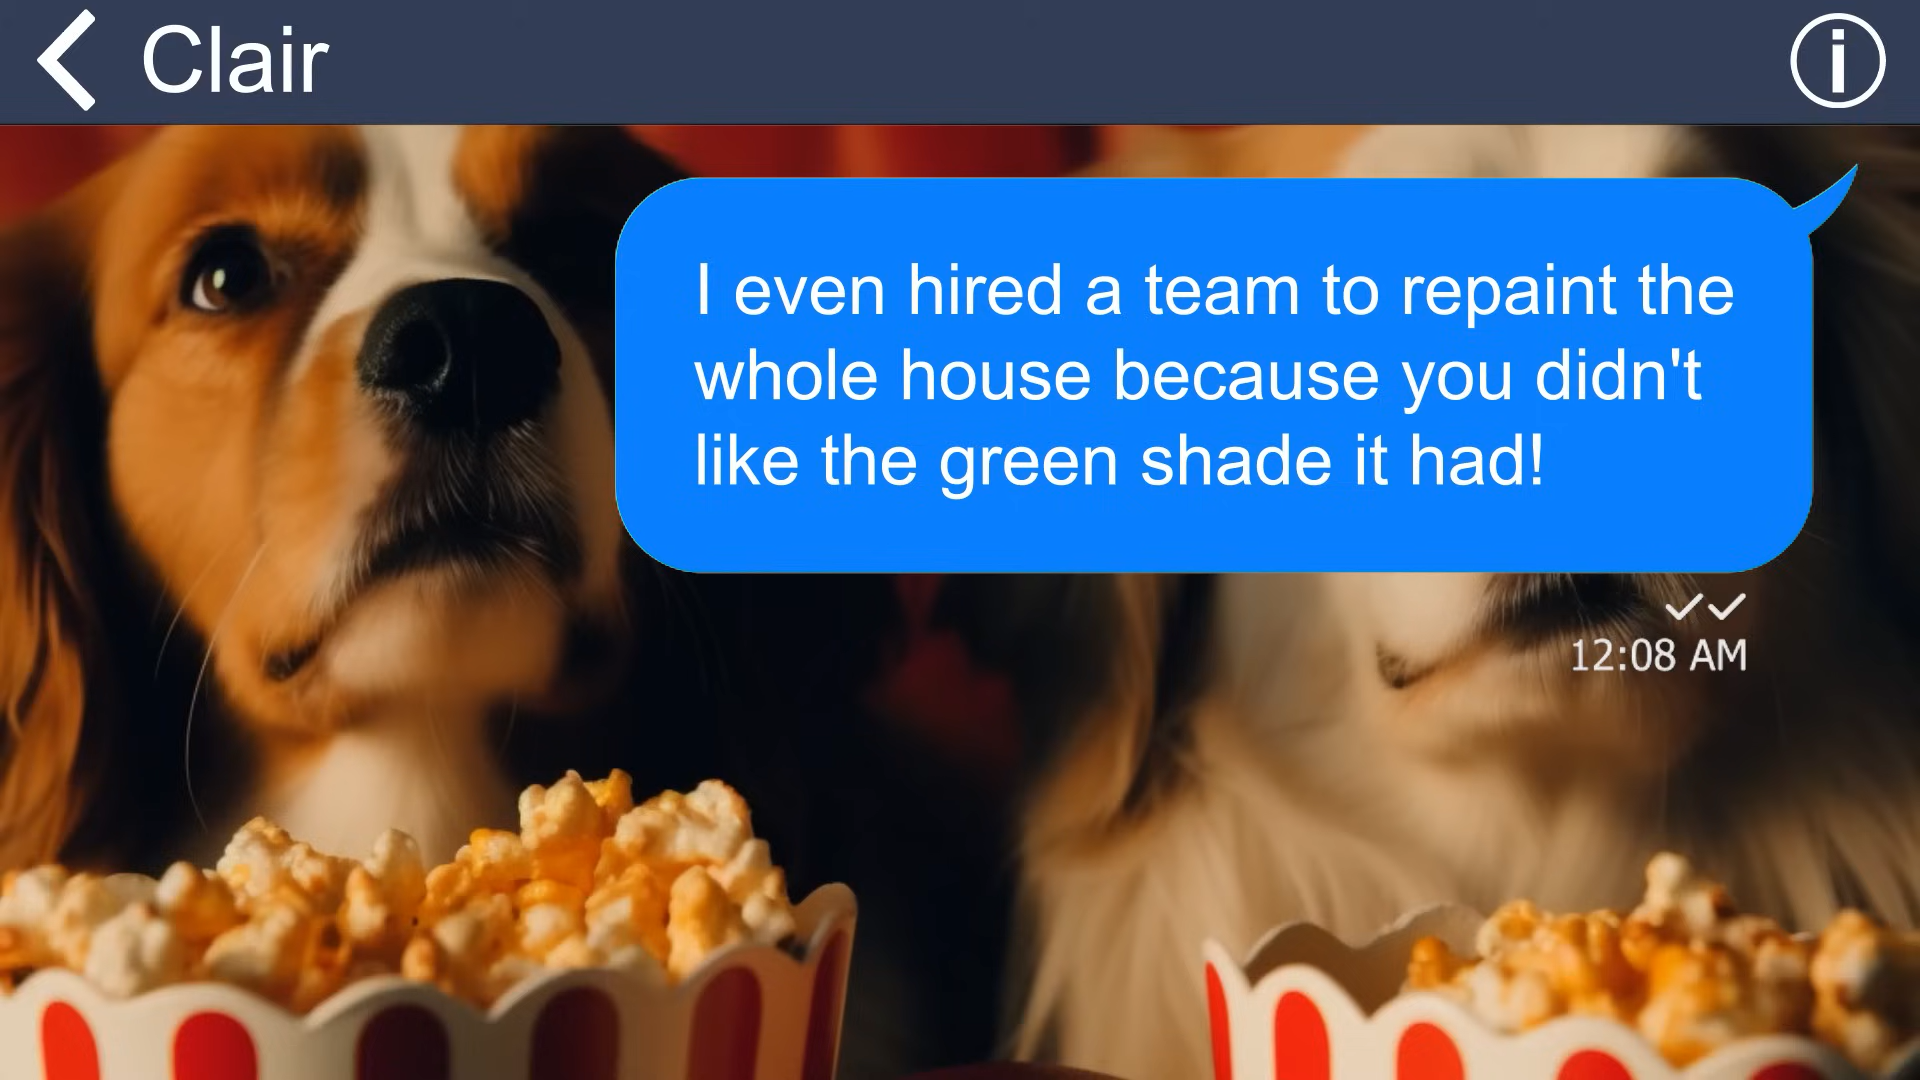 Clair
I even hired a team to repaint the
whole house because you didn't
like the green shade it had!
12:08 AM